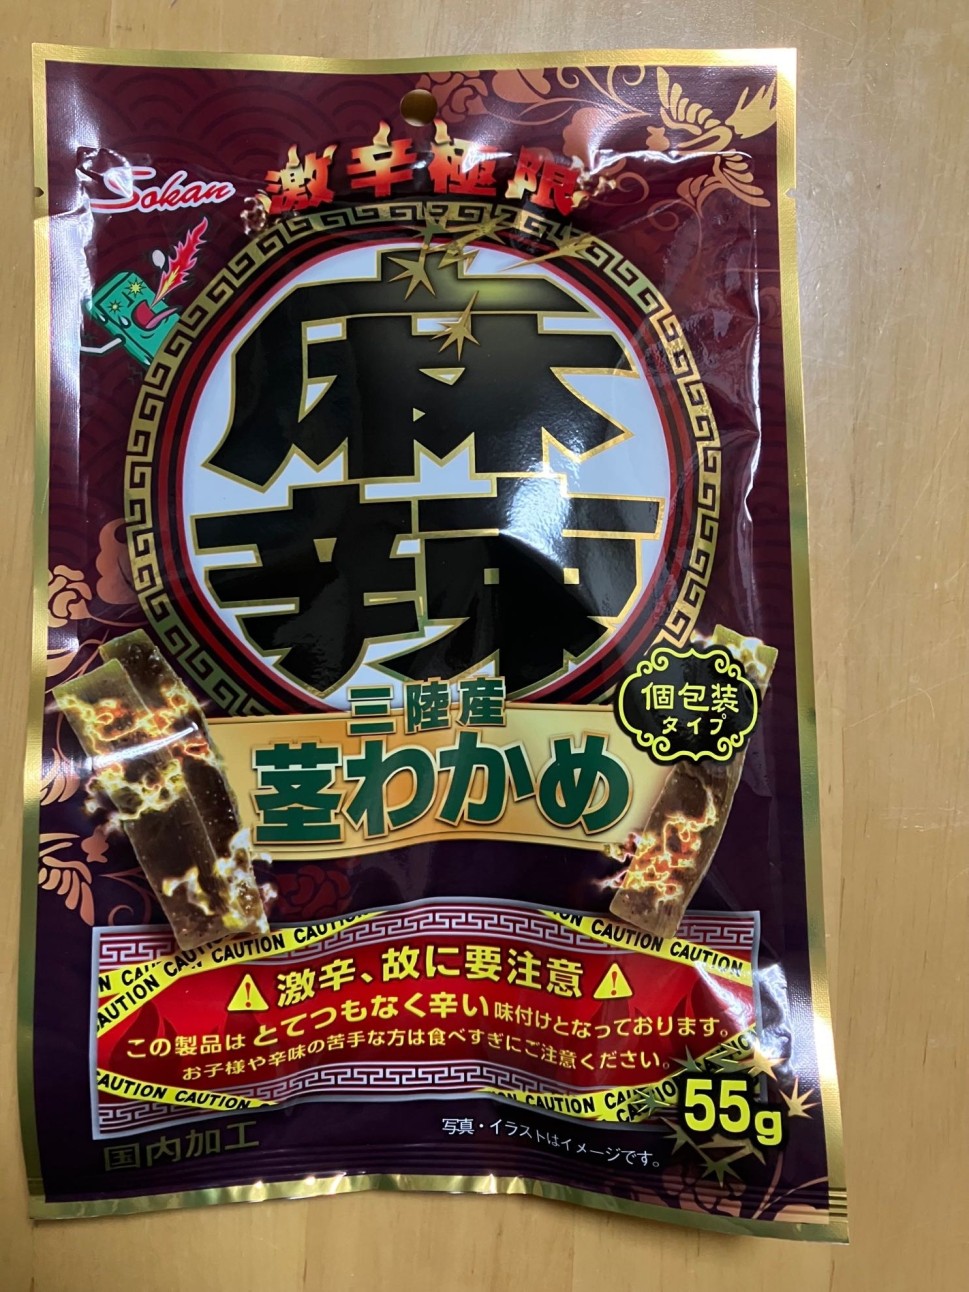 Sokan
激辛極限
麻
辣
三陸産
茎わかめ
個包装
タイプ
CAUTION CAUTION CAUTION
CAUTION CAUTION
激辛、故に要注意
この製品はとてつもなく辛い味付けとなっております。
お子様や辛味の苦手な方は食べすぎにご注意ください。
CAUTION CAUTION
CAUTION
55g
国内加工
写真・イラストはイメージです。